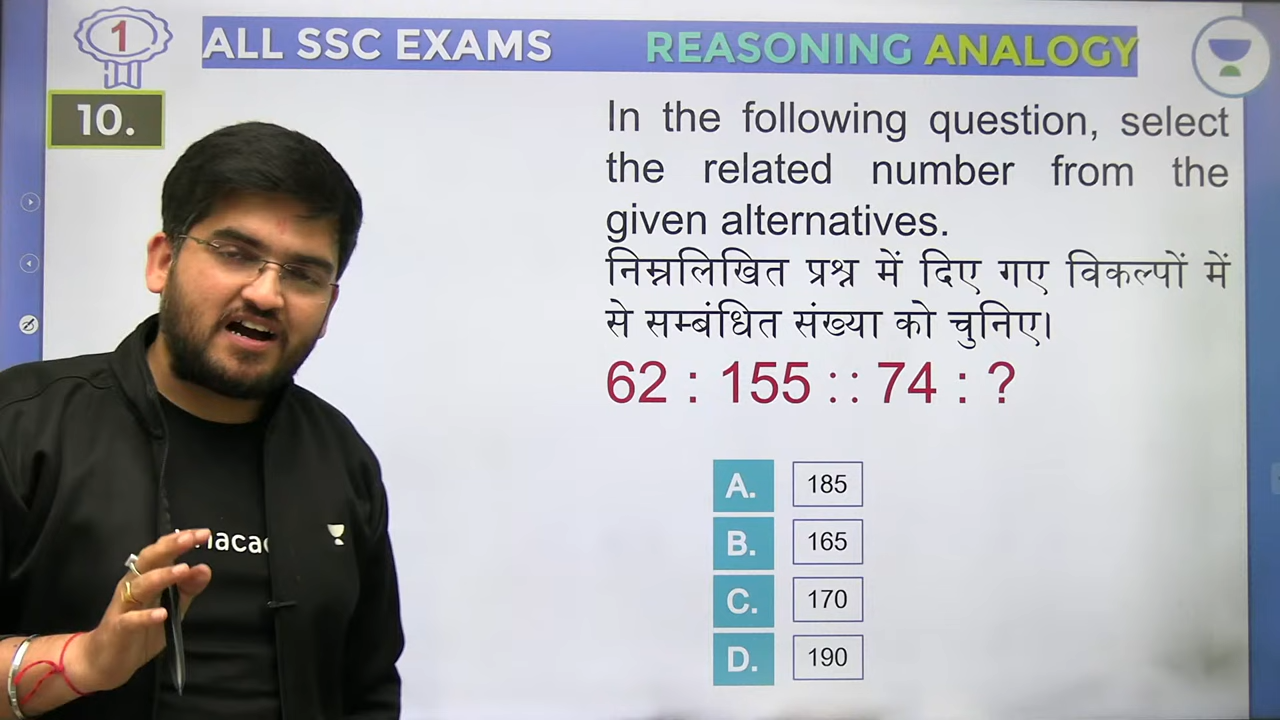 1
ALL SSC EXAMS REASONING ANALOGY
10.
In the following question, select
the related number from the
given alternatives.
निम्नलिखित प्रश्न में दिए गए विकल्पों में
से सम्बंधित संख्या को चुनिए।
62 : 155 :: 74 : ?
A. 185
B. 165
C. 170
D. 190